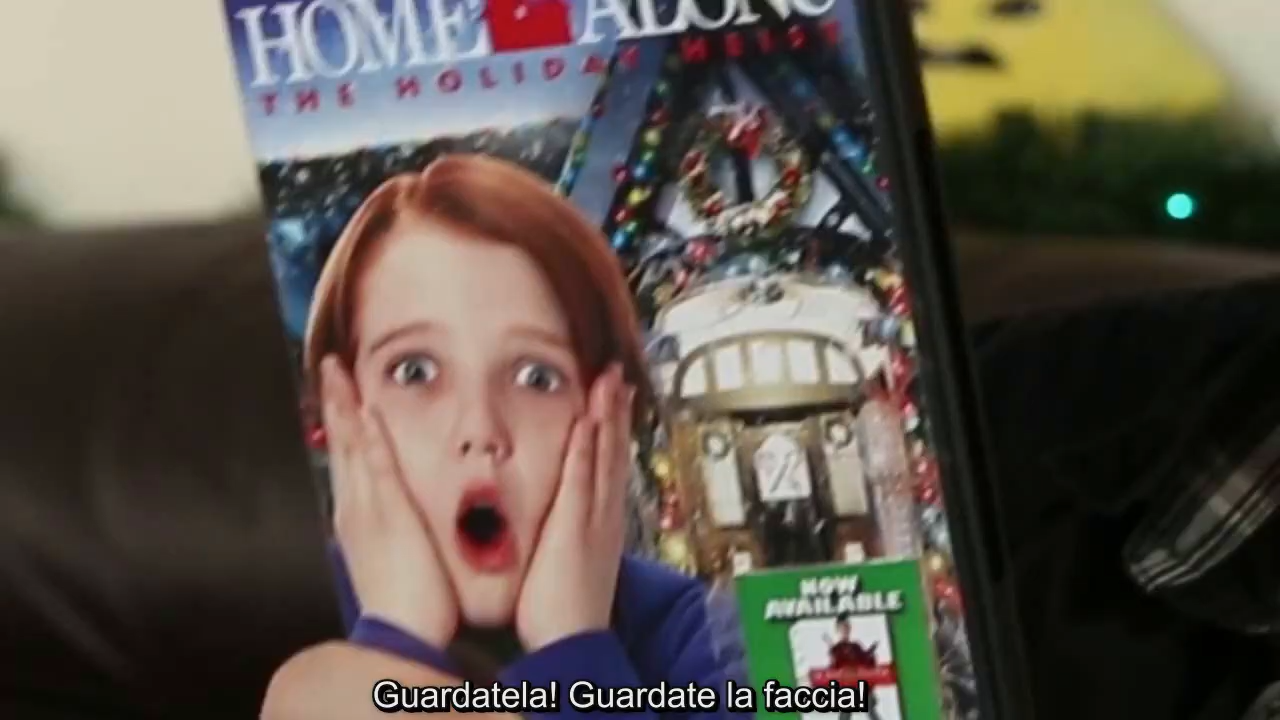 HOME ALONE
THE HOLIDAY HEIST
NOW
AVAILABLE
Guardatela! Guardate la faccia!